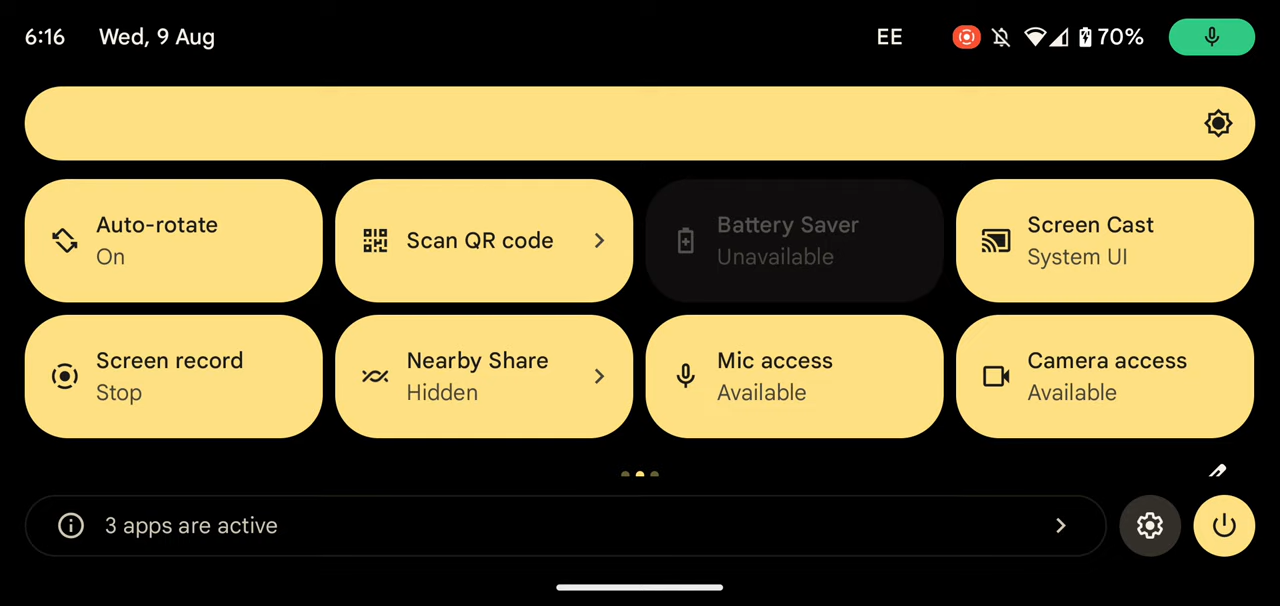 6:16 Wed, 9 Aug EE 70%
Auto-rotate
On
Scan QR code
Battery Saver
Unavailable
Screen Cast
System UI
Screen record
Stop
Nearby Share
Hidden
Mic access
Available
Camera access
Available
3 apps are active